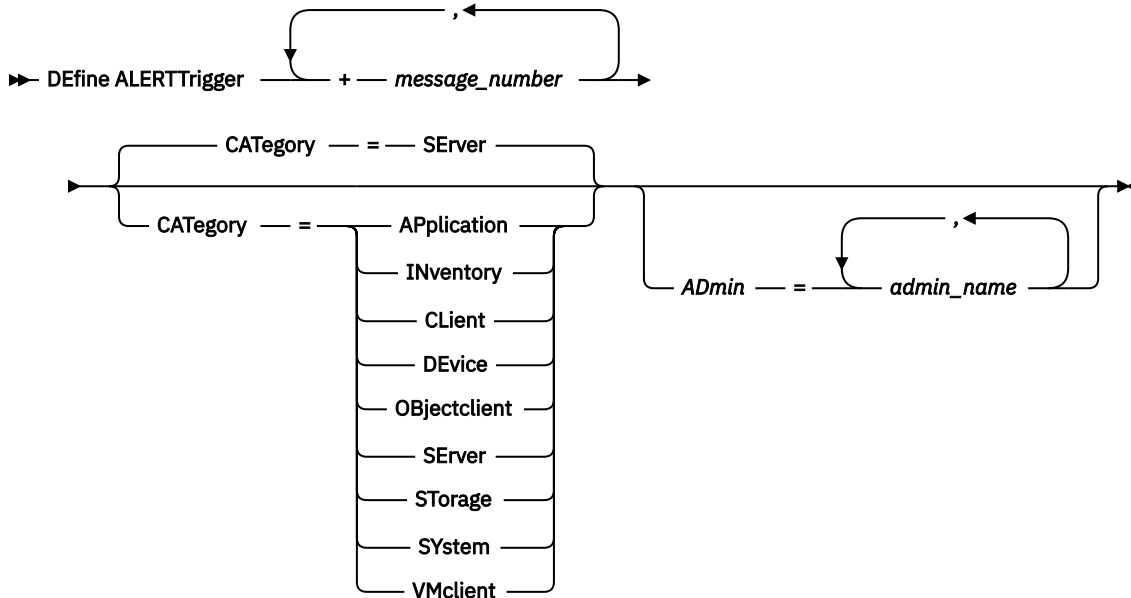 ,
DEfine ALERTTrigger + message_number
CATegory = SErver
CATegory = APplication
INventory
CLient
DEvice
OBjectclient
SErver
STorage
SYstem
VMclient
,
ADmin = admin_name